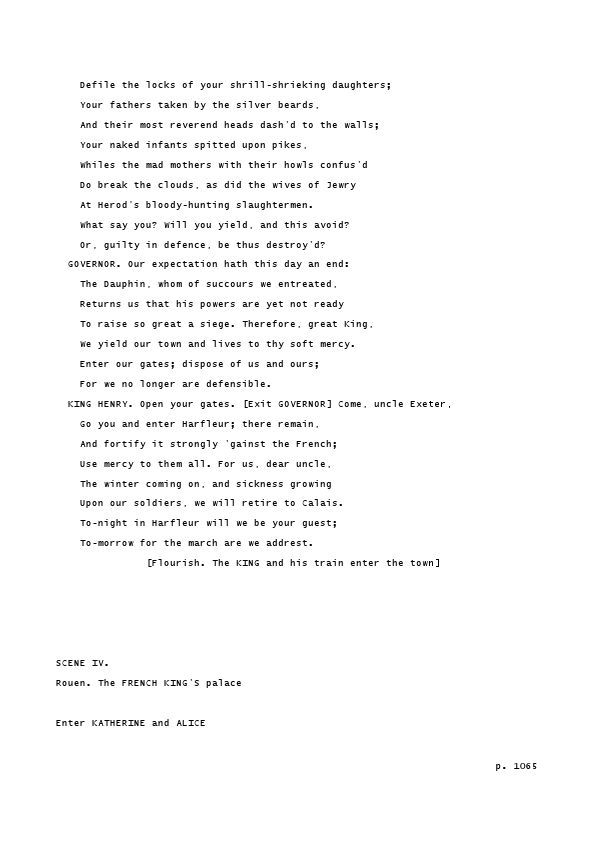 Defile the locks of your shrill-shrieking daughters;
Your fathers taken by the silver beards,
And their most reverend heads dash'd to the walls;
Your naked infants spitted upon pikes,
Whiles the mad mothers with their howls confus'd
Do break the clouds, as did the wives of Jewry
At Herod's bloody-hunting slaughtermen.
What say you? Will you yield, and this avoid?
Or, guilty in defence, be thus destroy'd?
GOVERNOR. Our expectation hath this day an end:
The Dauphin, whom of succours we entreated,
Returns us that his powers are yet not ready
To raise so great a siege. Therefore, great King,
We yield our town and lives to thy soft mercy.
Enter our gates; dispose of us and ours;
For we no longer are defensible.
KING HENRY. Open your gates. [Exit GOVERNOR] Come, uncle Exeter,
Go you and enter Harfleur; there remain,
And fortify it strongly 'gainst the French;
Use mercy to them all. For us, dear uncle,
The winter coming on, and sickness growing
Upon our soldiers, we will retire to Calais.
To-night in Harfleur will we be your guest;
To-morrow for the march are we addrest.
[Flourish. The KING and his train enter the town]
SCENE IV.
Rouen. The FRENCH KING'S palace
Enter KATHERINE and ALICE
p. 1065